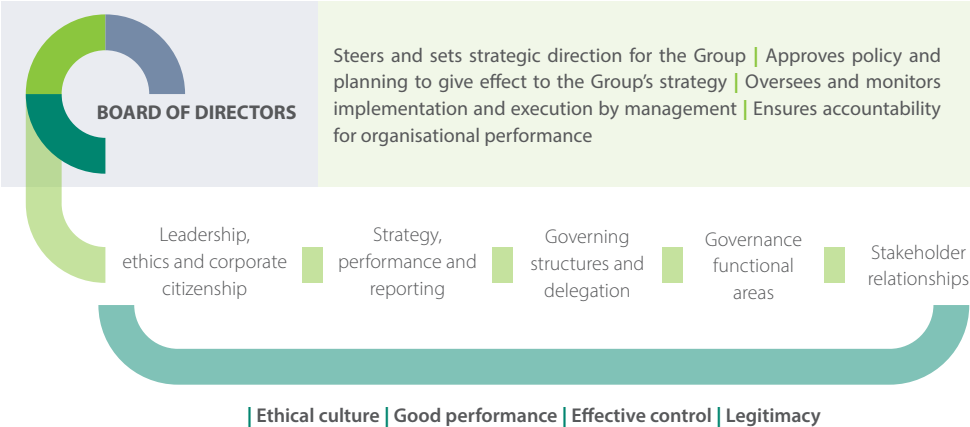 BOARD OF DIRECTORS
Steers and sets strategic direction for the Group | Approves policy and
planning to give effect to the Group’s strategy | Oversees and monitors
implementation and execution by management | Ensures accountability
for organisational performance
Leadership,
ethics and corporate
citizenship
Strategy,
performance and
reporting
Governing
structures and
delegation
Governance
functional
areas
Stakeholder
relationships
| Ethical culture | Good performance | Effective control | Legitimacy